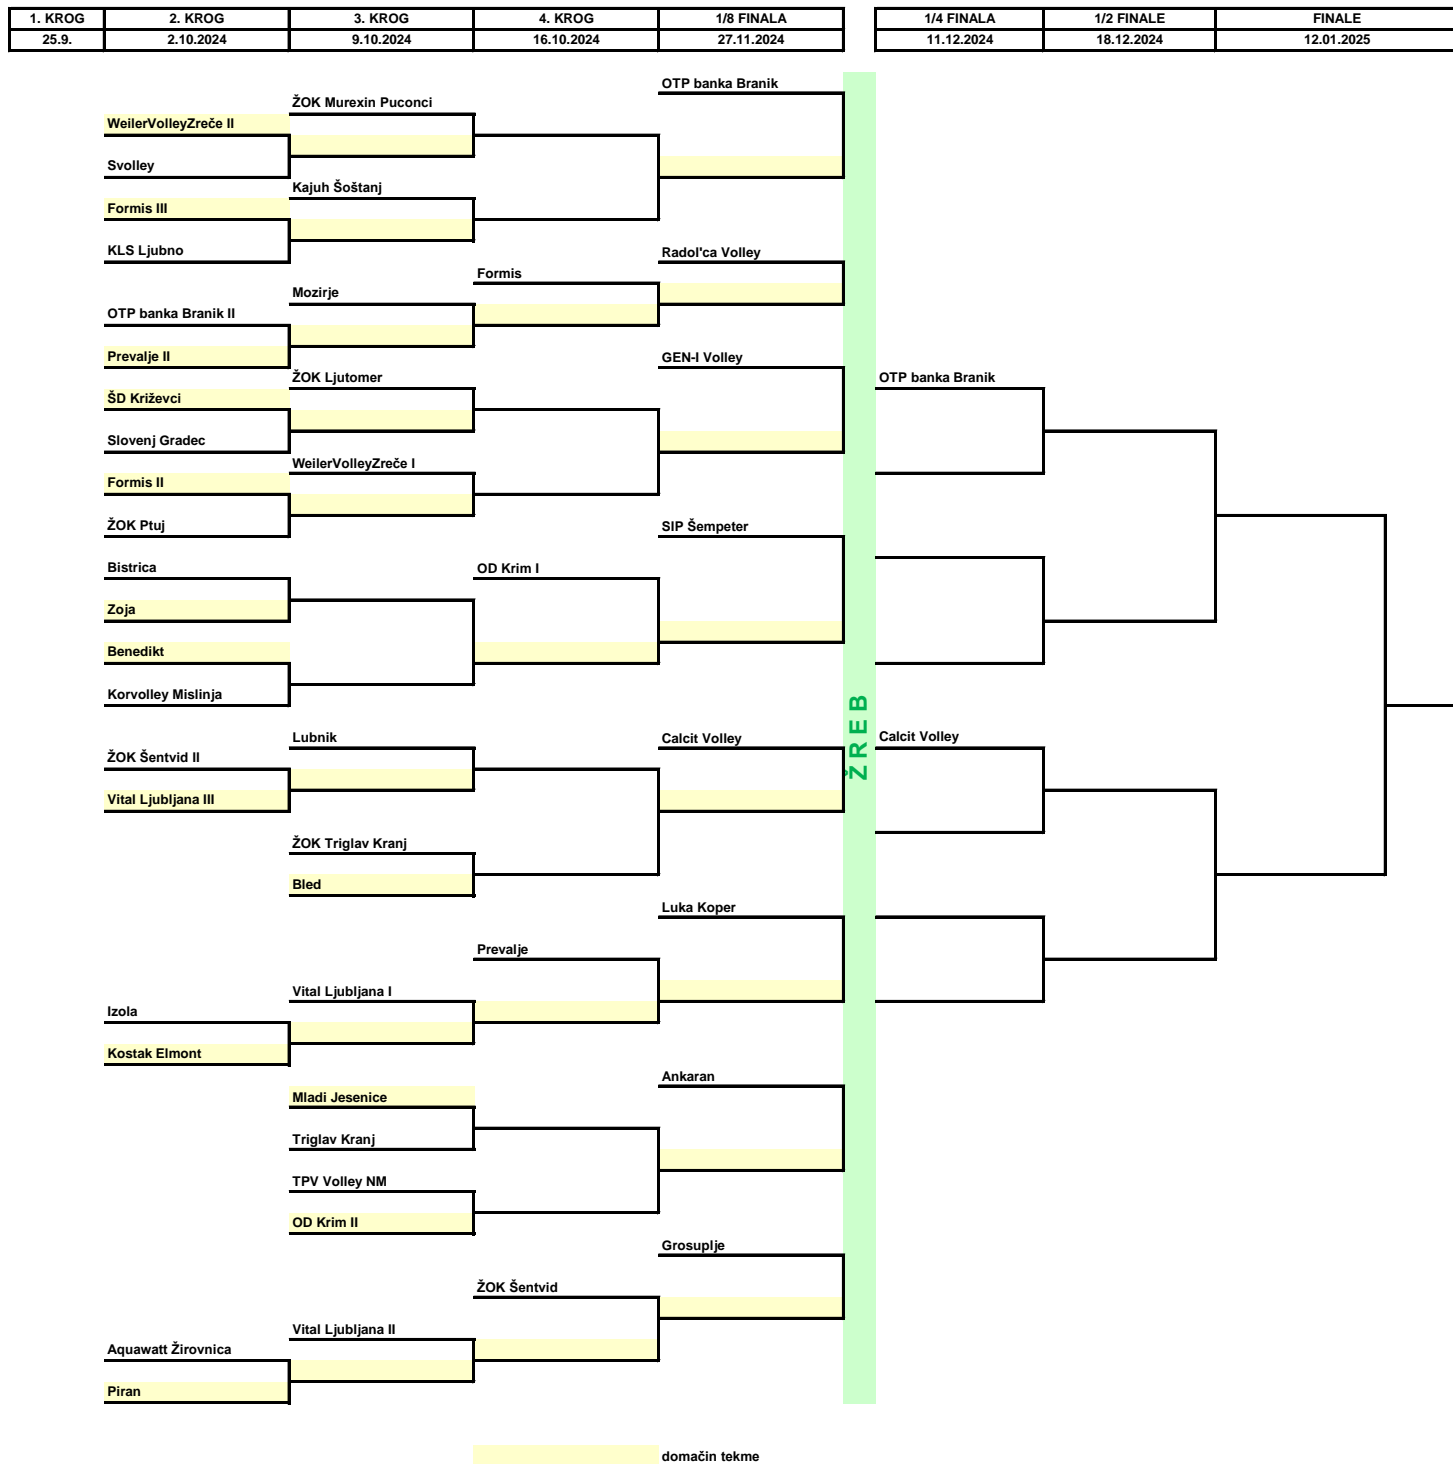 1. KROG 2. KROG 3. KROG 4. KROG 1/8 FINALA 1/4 FINALA 1/2 FINALE FINALE
25.9. 2.10.2024 9.10.2024 16.10.2024 27.11.2024 11.12.2024 18.12.2024 12.01.2025
OTP banka Branik
ŽOK Murexin Puconci
WeilerVolleyZreče II
Svolley
Kajuh Šoštanj
Formis III
KLS Ljubno
Radol'ca Volley
Formis
Mozirje
OTP banka Branik II
Prevalje II
GEN-I Volley
ŽOK Ljutomer
OTP banka Branik
ŠD Križevci
Slovenj Gradec
WeilerVolleyZreče I
Formis II
ŽOK Ptuj
SIP Šempeter
Bistrica
OD Krim I
Zoja
Benedikt
Korvolley Mislinja
ŽREB
Lubnik
Calcit Volley
Calcit Volley
ŽOK Šentvid II
Vital Ljubljana III
ŽOK Triglav Kranj
Bled
Luka Koper
Prevalje
Vital Ljubljana I
Izola
Kostak Elmont
Ankaran
Mladi Jesenice
Triglav Kranj
TPV Volley NM
OD Krim II
Grosuplje
ŽOK Šentvid
Vital Ljubljana II
Aquawatt Žirovnica
Piran
domačin tekme